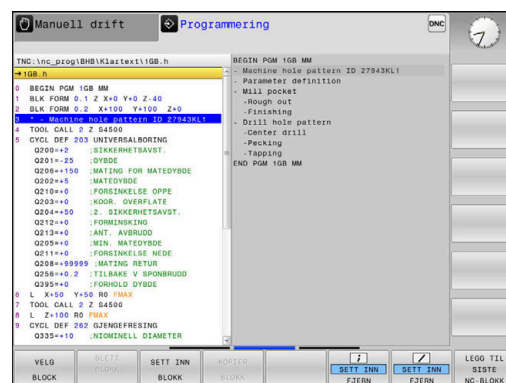 Manuell drift
Programmering
DNC
TNC:\nc_prog\BHB\Klartext\1GB.h
→1GB.h
0 BEGIN PGM 1GB MM
1 BLK FORM 0.1 Z X+0 Y+0 Z-40
2 BLK FORM 0.2 X+100 Y+100 Z+0
3 * - Machine hole pattern ID 27943KL1
4 TOOL CALL 2 Z S4500
5 CYCL DEF 203 UNIVERSALBORING
Q200=+2 ;SIKKERHETSAVST.
Q201=-25 ;DYBDE
Q206=+150 ;MATING FOR MATEDYBDE
Q202=+5 ;MATEDYBDE
Q210=+0 ;FORSINKELSE OPPE
Q203=+0 ;KOOR. OVERFLATE
Q204=+50 ;2. SIKKERHETSAVST.
Q212=+0 ;FORMINSKING
Q213=+0 ;ANT. AVBRUDD
Q205=+0 ;MIN. MATEDYBDE
Q211=+0 ;FORSINKELSE NEDE
Q208=+99999 ;MATING RETUR
Q256=+0.2 ;TILBAKE V SPONBRUDD
Q395=+0 ;FORHOLD DYBDE
6 L X+50 Y+50 R0 FMAX
7 TOOL CALL 2 Z S4500
8 L Z+100 R0 FMAX
9 CYCL DEF 262 GJENGEFRESING
Q335=+10 ;NIOMINELL DIAMETER
BEGIN PGM 1GB MM
- Machine hole pattern ID 27943KL1
- Parameter definition
- Mill pocket
-Rough out
-Finishing
- Drill hole pattern
-Center drill
-Pecking
-Tapping
END PGM 1GB MM
VELG
BLOCK
SLETT
BLOKK
SETT INN
BLOKK
KOPIER
BLOKK
;
SETT INN
FJERN
/
SETT INN
FJERN
LEGG TIL
SISTE
NC-BLOKK